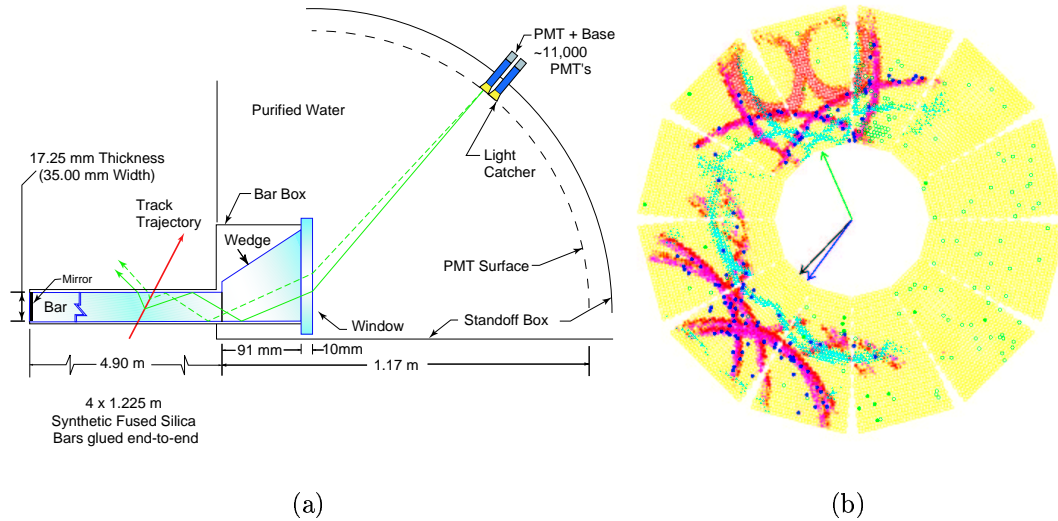 PMT + Base
~11,000
PMT's
Purified Water
17.25 mm Thickness
(35.00 mm Width)
Light
Catcher
Bar Box
Track
Trajectory
Wedge
PMT Surface
Mirror
Bar
Window
Standoff Box
91 mm
10mm
4.90 m
1.17 m
4 x 1.225 m
Synthetic Fused Silica
Bars glued end-to-end
(a)
(b)